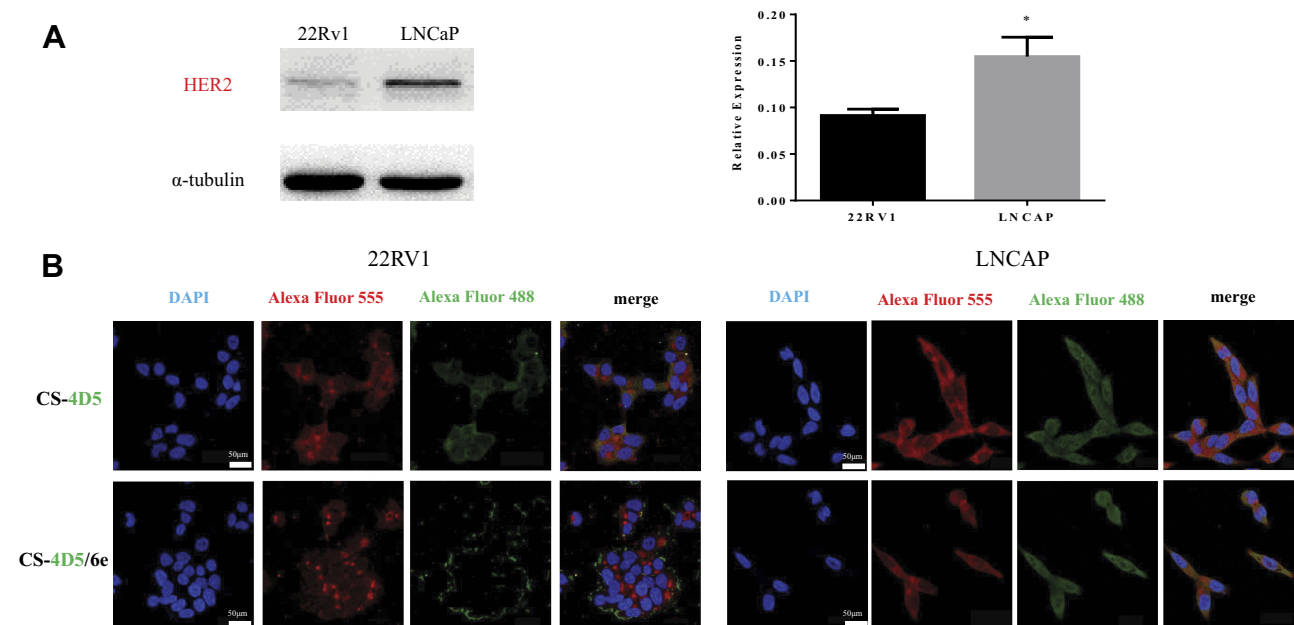 A
22Rv1 LNCaP
HER2
α-tubulin
Relative Expression
0.20
0.15
0.10
0.05
0.00
*
22RV1 LNCAP
B
22RV1 LNCAP
DAPI Alexa Fluor 555 Alexa Fluor 488 merge DAPI Alexa Fluor 555 Alexa Fluor 488 merge
CS-4D5
50μm 50μm
CS-4D5/6e
50μm 50μm